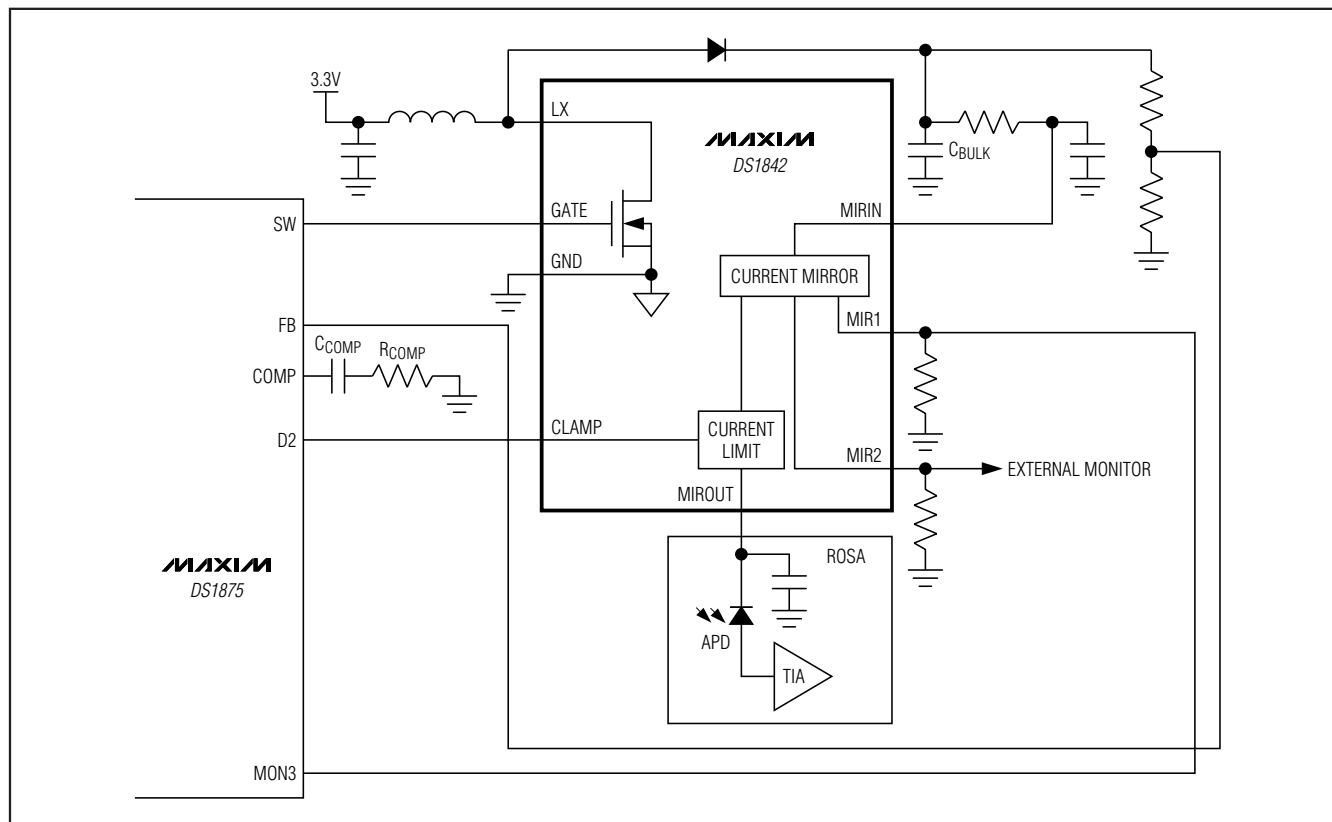 3.3V
LX
MAXIM
DS1842
CBULK
SW
GATE
MIRIN
GND
CURRENT MIRROR
FB
MIR1
CCOMP
RCOMP
COMP
D2
CLAMP
CURRENT
LIMIT
MIR2
EXTERNAL MONITOR
MIROUT
ROSA
MAXIM
DS1875
APD
TIA
MON3